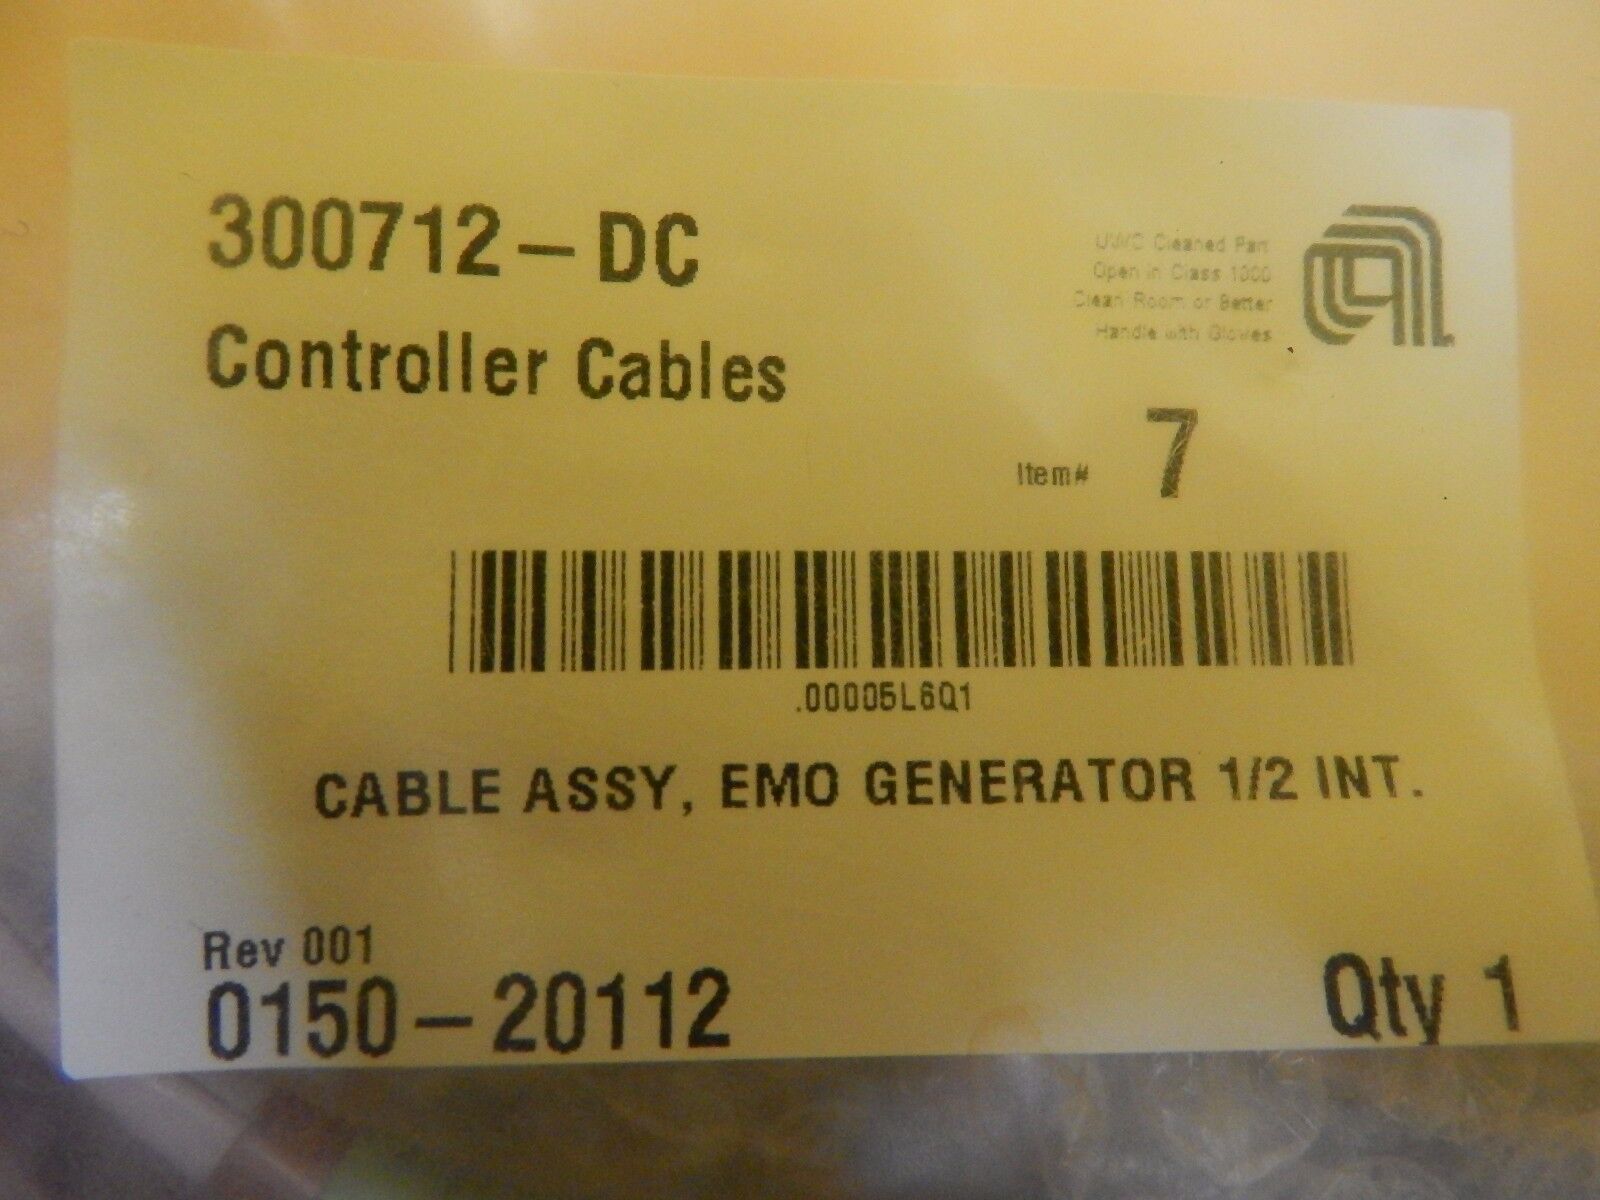 300712-DC
Controller Cables
Cleaned Part
Open in Class 1000
Clean Room or Better
Handle with Gloves
Item# 7
.00005L6Q1
CABLE ASSY, EMO GENERATOR 1/2 INT.
Rev 001
0150-20112
Qty 1